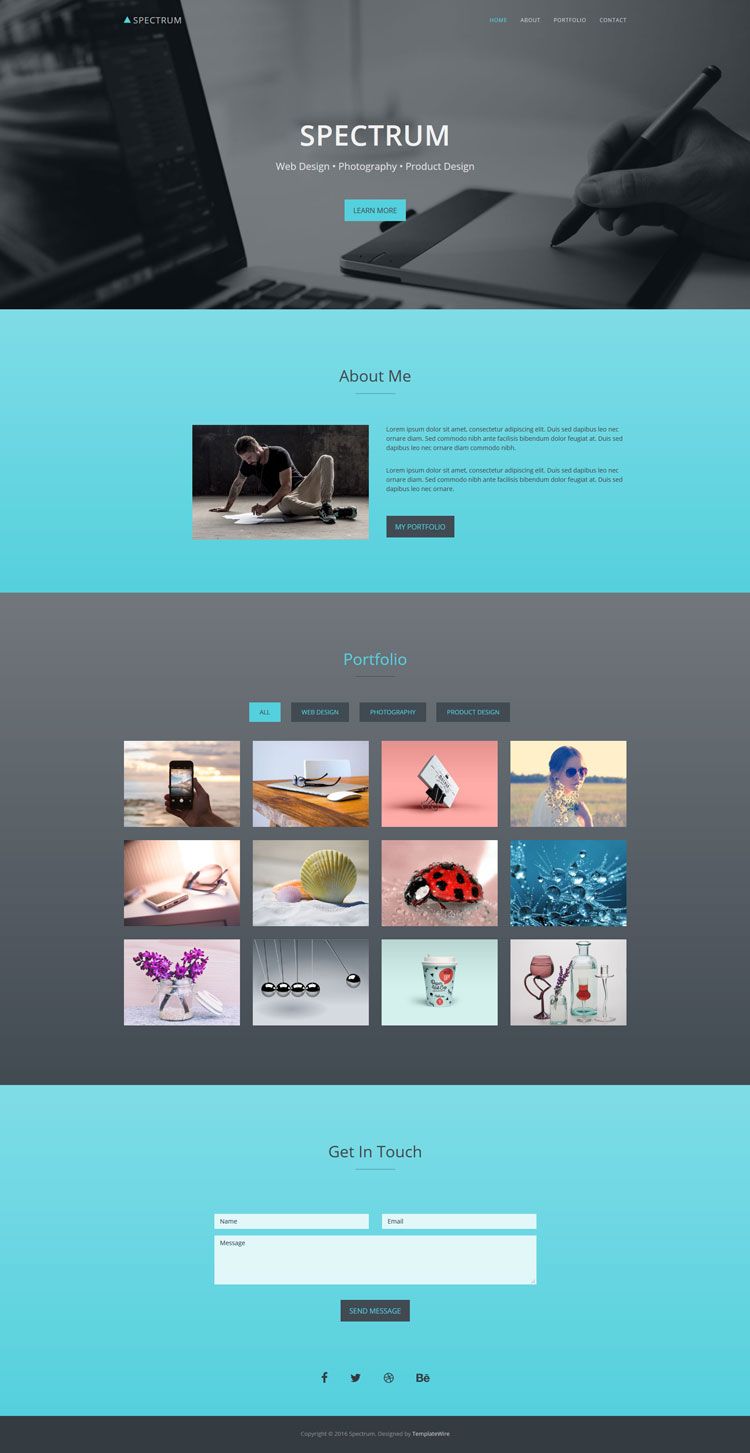 SPECTRUM
HOME ABOUT PORTFOLIO CONTACT
SPECTRUM
Web Design • Photography • Product Design
LEARN MORE
About Me
Lorem ipsum dolor sit amet, consectetur adipiscing elit. Duis sed dapibus leo nec
ornare diam. Sed commodo nibh ante facilisis bibendum dolor feugiat at. Duis sed
dapibus leo nec ornare diam commodo nibh.
Lorem ipsum dolor sit amet, consectetur adipiscing elit. Duis sed dapibus leo nec
ornare diam. Sed commodo nibh ante facilisis bibendum dolor feugiat at. Duis sed
dapibus leo nec ornare.
MY PORTFOLIO
Portfolio
ALL WEB DESIGN PHOTOGRAPHY PRODUCT DESIGN
Get In Touch
Name Email
Message
SEND MESSAGE
Bē
Copyright © 2016 Spectrum. Designed by TemplateWire